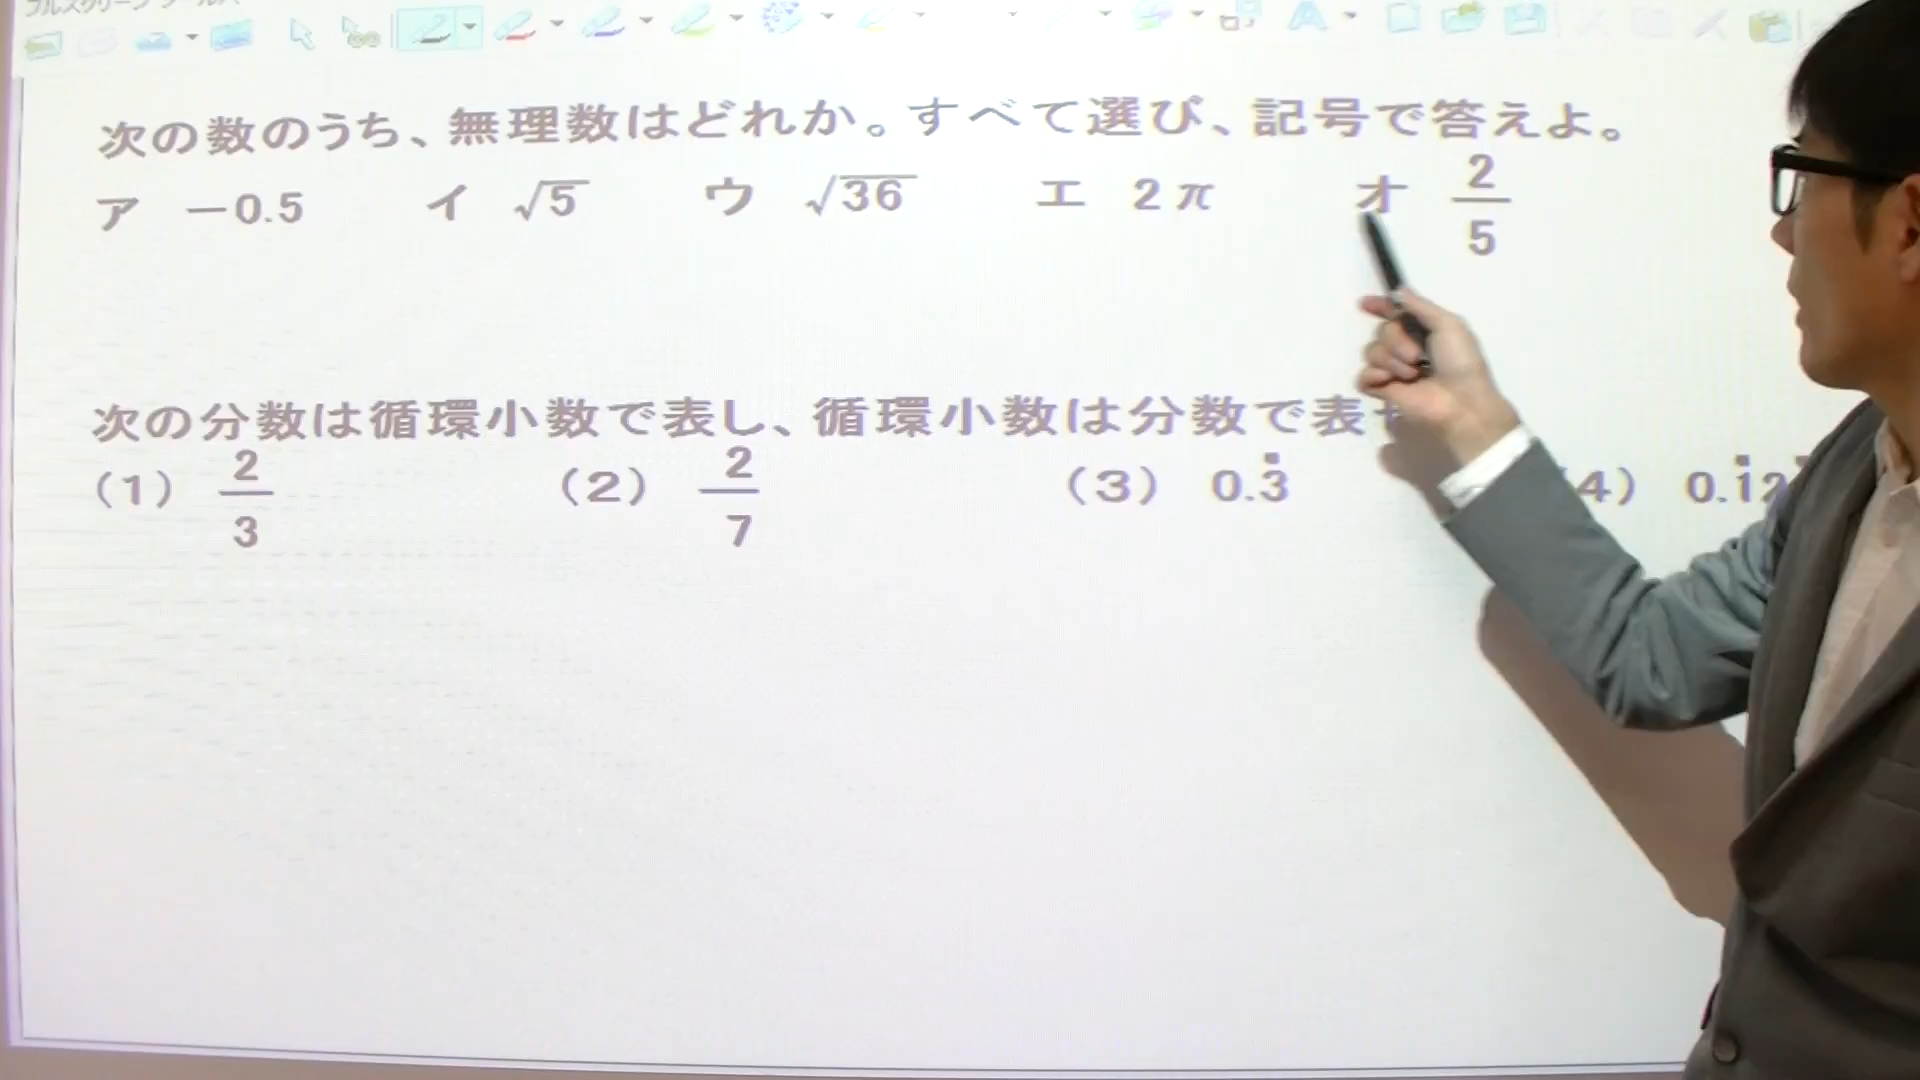 次の数のうち、無理数はどれか。すべて選び、記号で答えよ。
ア －0.5 イ √5 ウ √36 エ 2π オ 2/5
次の分数は循環小数で表し、循環小数は分数で表せ
(1) 2/3 (2) 2/7 (3) 0.3̇ (4) 0.1̇2